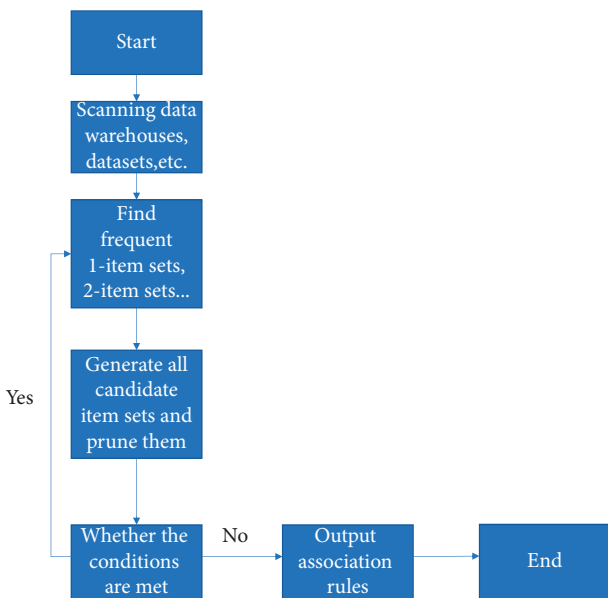 Start
Scanning data
warehouses,
datasets,etc.
Find
frequent
1-item sets,
2-item sets...
Generate all
candidate
item sets and
prune them
Yes
Whether the
conditions
are met
No
Output
association
rules
End